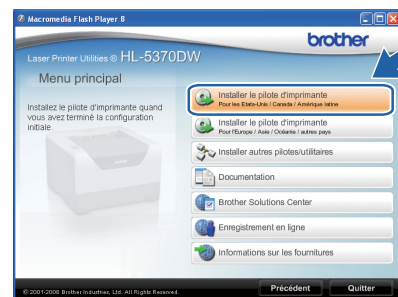 Macromedia Flash Player 8
brother
Laser Printer Utilities © HL-5370DW
Menu principal
Installez le pilote d'imprimante quand
vous avez terminé la configuration
initiale.
Installer le pilote d'imprimante
Pour les Etats-Unis / Canada / Amérique latine
Installer le pilote d'imprimante
Pour l'Europe / Asie / Océanie / autres pays
Installer autres pilotes/utilitaires
Documentation
Brother Solutions Center
Enregistrement en ligne
Informations sur les fournitures
© 2001-2008 Brother Industries, Ltd. All Rights Reserved.
Précédent
Quitter